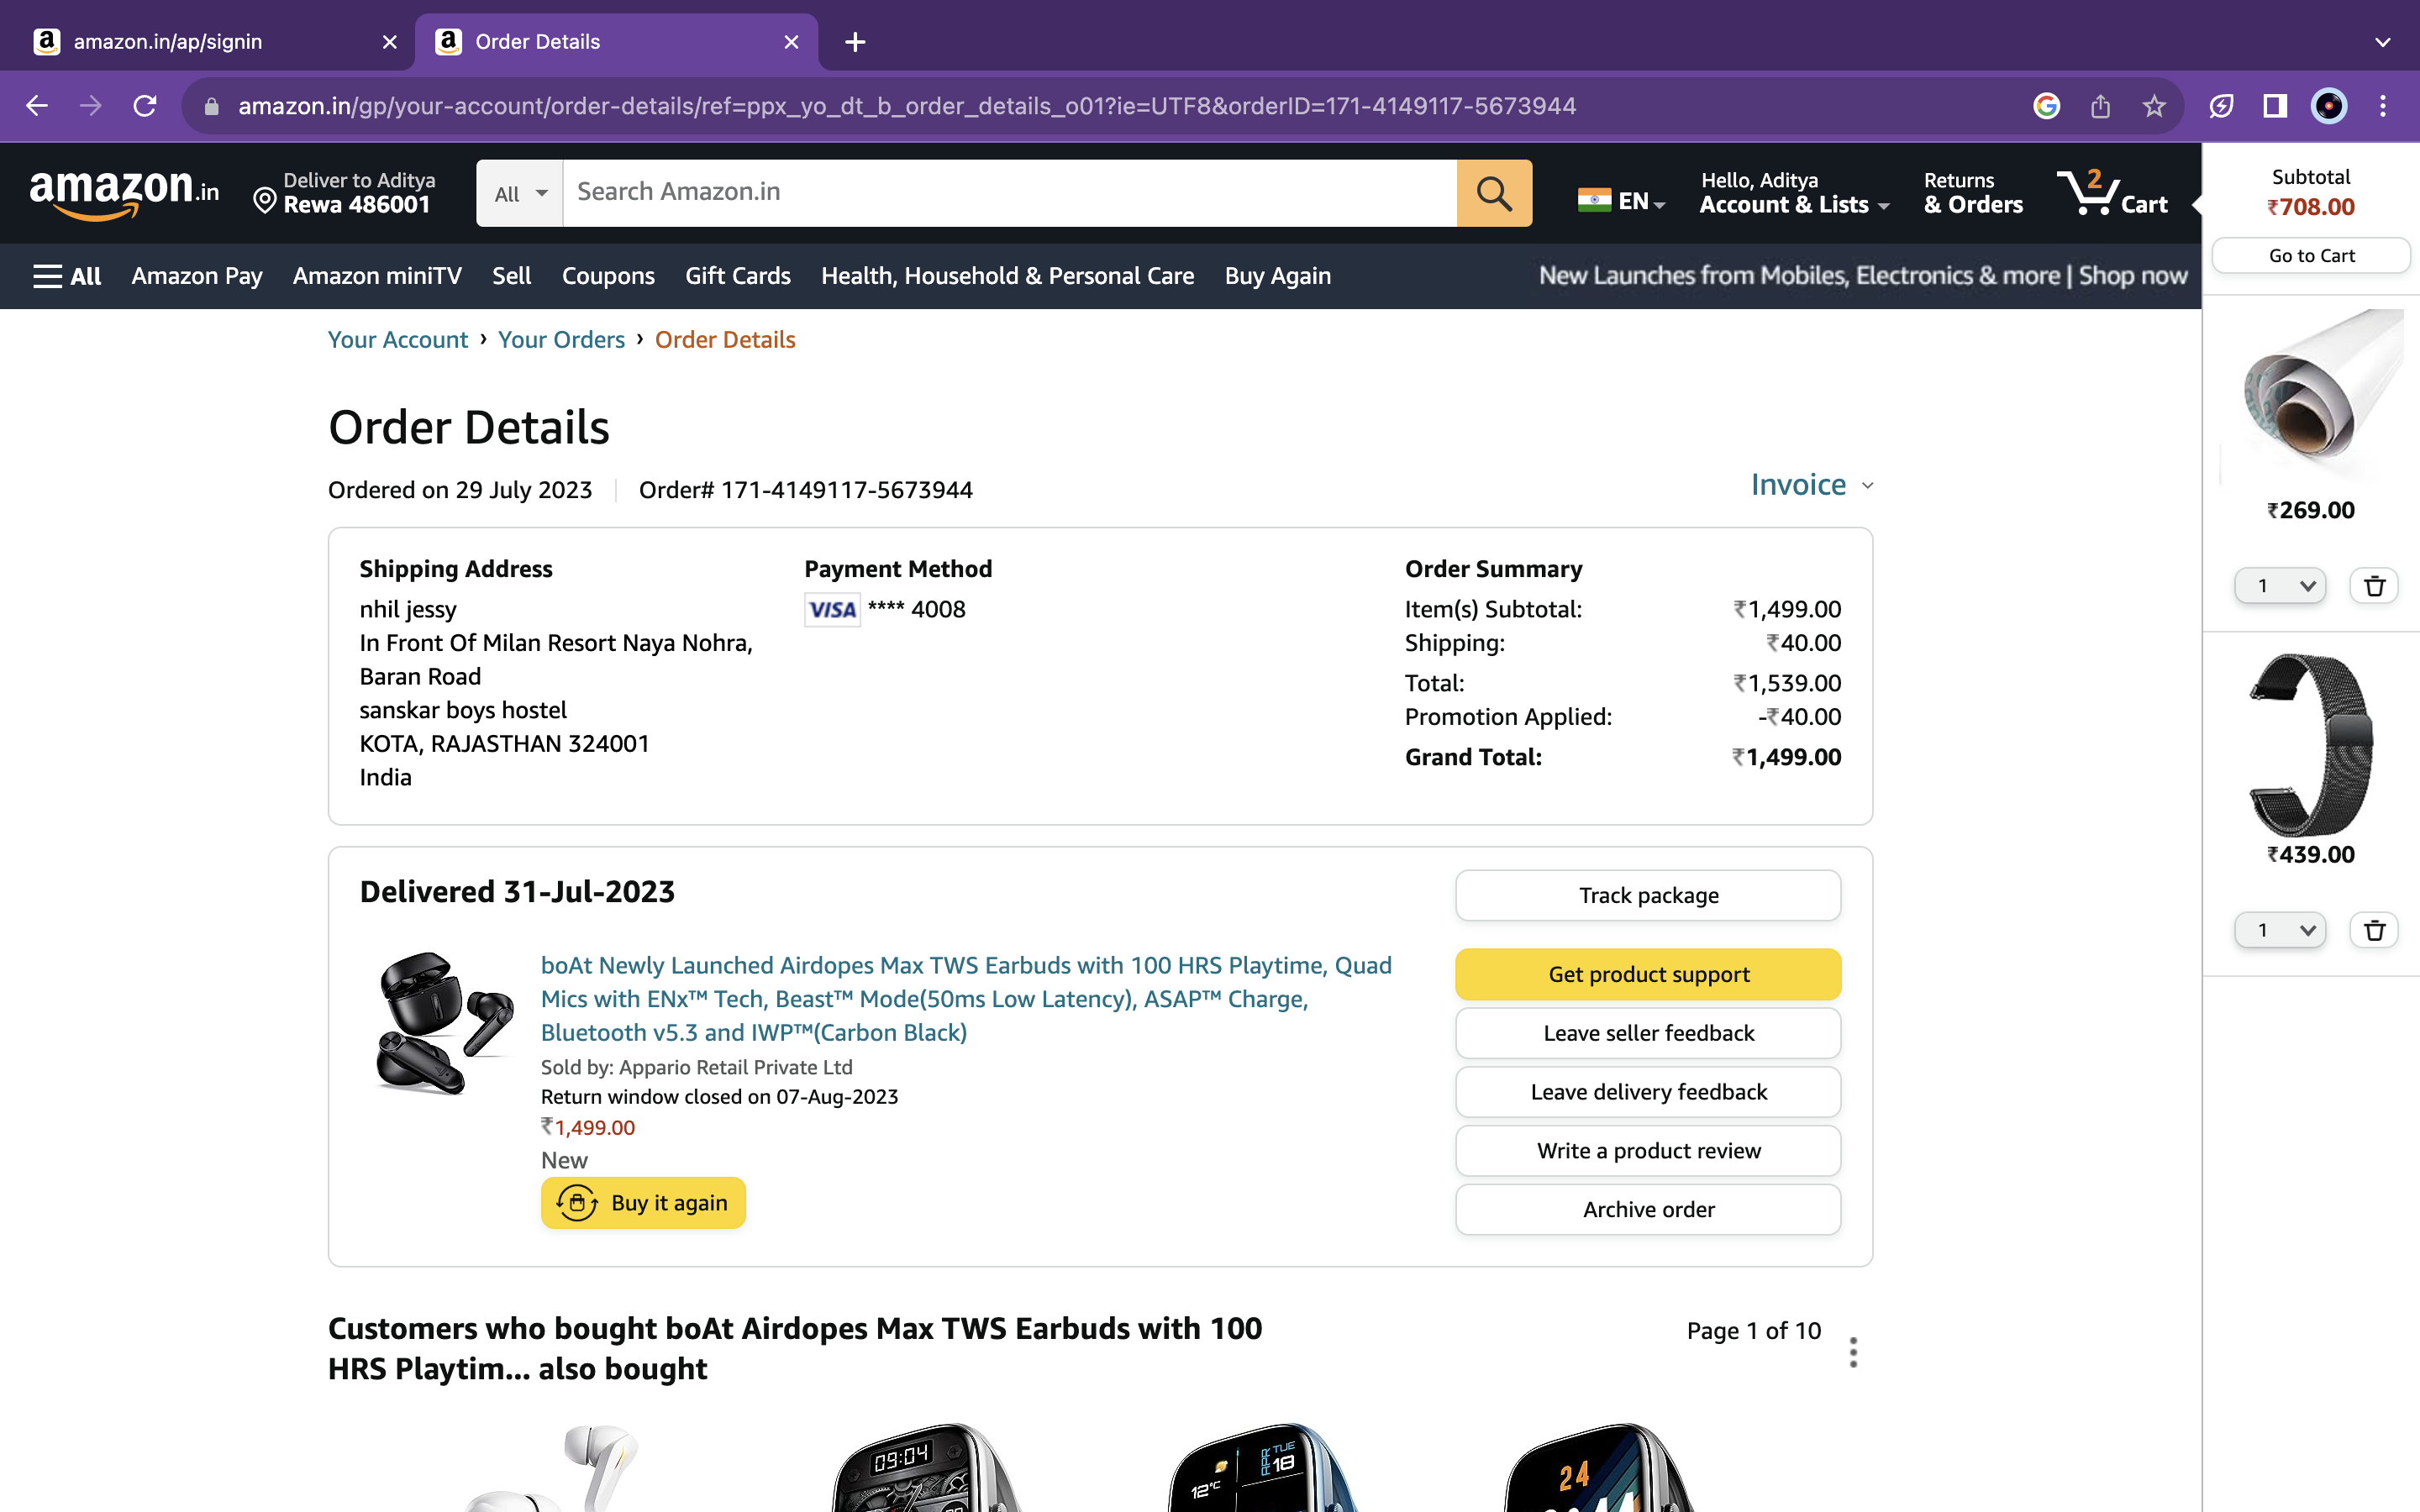 amazon.in/ap/signin
Order Details
amazon.in/gp/your-account/order-details/ref=ppx_yo_dt_b_order_details_o01?ie=UTF8&orderID=171-4149117-5673944
amazon.in
Deliver to Aditya
Rewa 486001
All
Search Amazon.in
EN
Hello, Aditya
Account & Lists
Returns
& Orders
2
Cart
Subtotal
₹708.00
Go to Cart
All
Amazon Pay
Amazon miniTV
Sell
Coupons
Gift Cards
Health, Household & Personal Care
Buy Again
New Launches from Mobiles, Electronics & more | Shop now
Your Account › Your Orders › Order Details
Order Details
Ordered on 29 July 2023
Order# 171-4149117-5673944
Invoice
Shipping Address
nhil jessy
In Front Of Milan Resort Naya Nohra,
Baran Road
sanskar boys hostel
KOTA, RAJASTHAN 324001
India
Payment Method
VISA **** 4008
Order Summary
Item(s) Subtotal: ₹1,499.00
Shipping: ₹40.00
Total: ₹1,539.00
Promotion Applied: -₹40.00
Grand Total: ₹1,499.00
Delivered 31-Jul-2023
boAt Newly Launched Airdopes Max TWS Earbuds with 100 HRS Playtime, Quad
Mics with ENx™ Tech, Beast™ Mode(50ms Low Latency), ASAP™ Charge,
Bluetooth v5.3 and IWP™(Carbon Black)
Sold by: Appario Retail Private Ltd
Return window closed on 07-Aug-2023
₹1,499.00
New
Buy it again
Track package
Get product support
Leave seller feedback
Leave delivery feedback
Write a product review
Archive order
₹269.00
1
₹439.00
1
Customers who bought boAt Airdopes Max TWS Earbuds with 100
HRS Playtim... also bought
Page 1 of 10
09:04
12°C
APR TUE
18
24